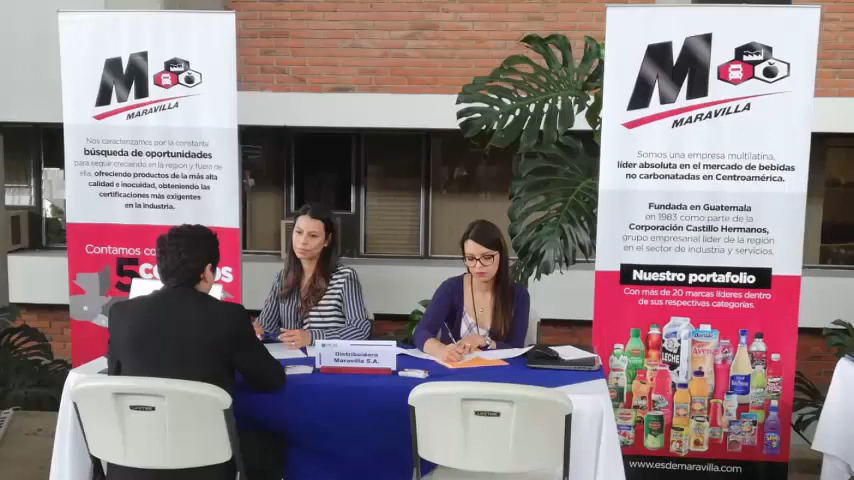 M
MARAVILLA
Nos caracterizamos por la constante
búsqueda de oportunidades
para seguir creciendo en la región y fuera de
ella, ofreciendo productos de la más alta
calidad e inocuidad, obteniendo las
certificaciones más exigentes
en la industria.
Contamos
5
Distribuidora
Maravilla S.A.
M
MARAVILLA
Somos una empresa multilatina,
líder absoluta en el mercado de bebidas
no carbonatadas en Centroamérica.
Fundada en Guatemala
en 1983 como parte de la
Corporación Castillo Hermanos,
grupo empresarial líder de la región
en el sector de industria y servicios.
Nuestro portafolio
Con más de 20 marcas líderes dentro
de sus respectivas categorías.
LECHE
www.esdemaravilla.com